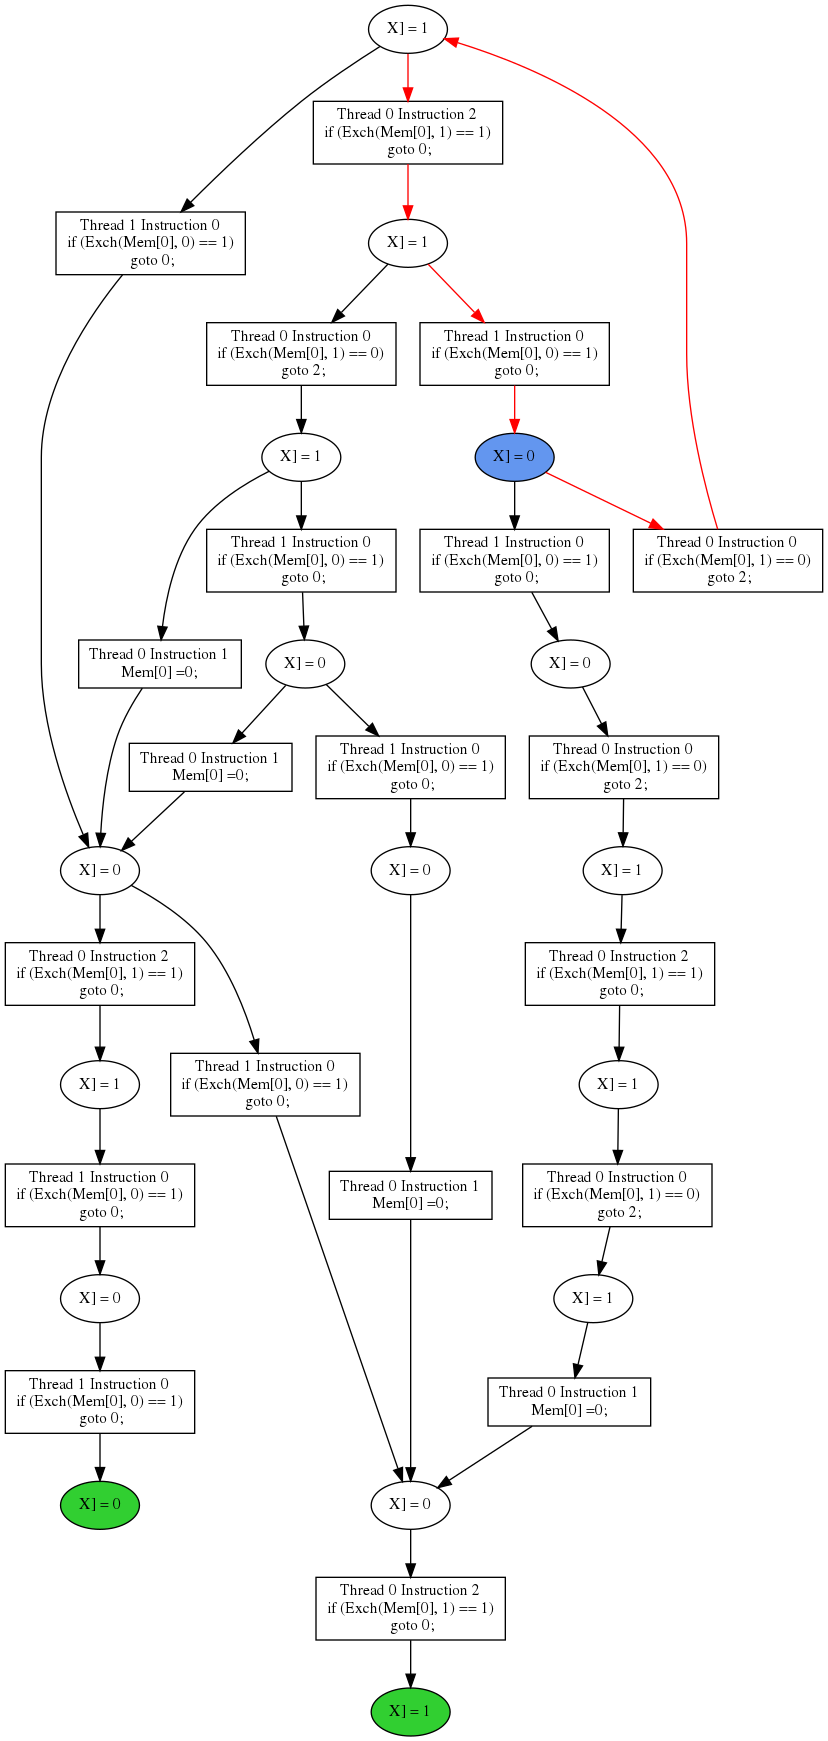 X] = 1
Thread 0 Instruction 2
if (Exch(Mem[0], 1) == 1)
goto 0;
Thread 1 Instruction 0
if (Exch(Mem[0], 0) == 1)
goto 0;
X] = 1
Thread 0 Instruction 0
if (Exch(Mem[0], 1) == 0)
goto 2;
Thread 1 Instruction 0
if (Exch(Mem[0], 0) == 1)
goto 0;
X] = 1
X] = 0
Thread 1 Instruction 0
if (Exch(Mem[0], 0) == 1)
goto 0;
Thread 1 Instruction 0
if (Exch(Mem[0], 0) == 1)
goto 0;
Thread 0 Instruction 0
if (Exch(Mem[0], 1) == 0)
goto 2;
Thread 0 Instruction 1
Mem[0] =0;
X] = 0
X] = 0
Thread 0 Instruction 1
Mem[0] =0;
Thread 1 Instruction 0
if (Exch(Mem[0], 0) == 1)
goto 0;
Thread 0 Instruction 0
if (Exch(Mem[0], 1) == 0)
goto 2;
X] = 0
X] = 0
X] = 1
Thread 0 Instruction 2
if (Exch(Mem[0], 1) == 1)
goto 0;
Thread 0 Instruction 2
if (Exch(Mem[0], 1) == 1)
goto 0;
X] = 1
Thread 1 Instruction 0
if (Exch(Mem[0], 0) == 1)
goto 0;
X] = 1
Thread 1 Instruction 0
if (Exch(Mem[0], 0) == 1)
goto 0;
Thread 0 Instruction 1
Mem[0] =0;
Thread 0 Instruction 0
if (Exch(Mem[0], 1) == 0)
goto 2;
X] = 0
X] = 1
Thread 1 Instruction 0
if (Exch(Mem[0], 0) == 1)
goto 0;
Thread 0 Instruction 1
Mem[0] =0;
X] = 0
X] = 0
Thread 0 Instruction 2
if (Exch(Mem[0], 1) == 1)
goto 0;
X] = 1